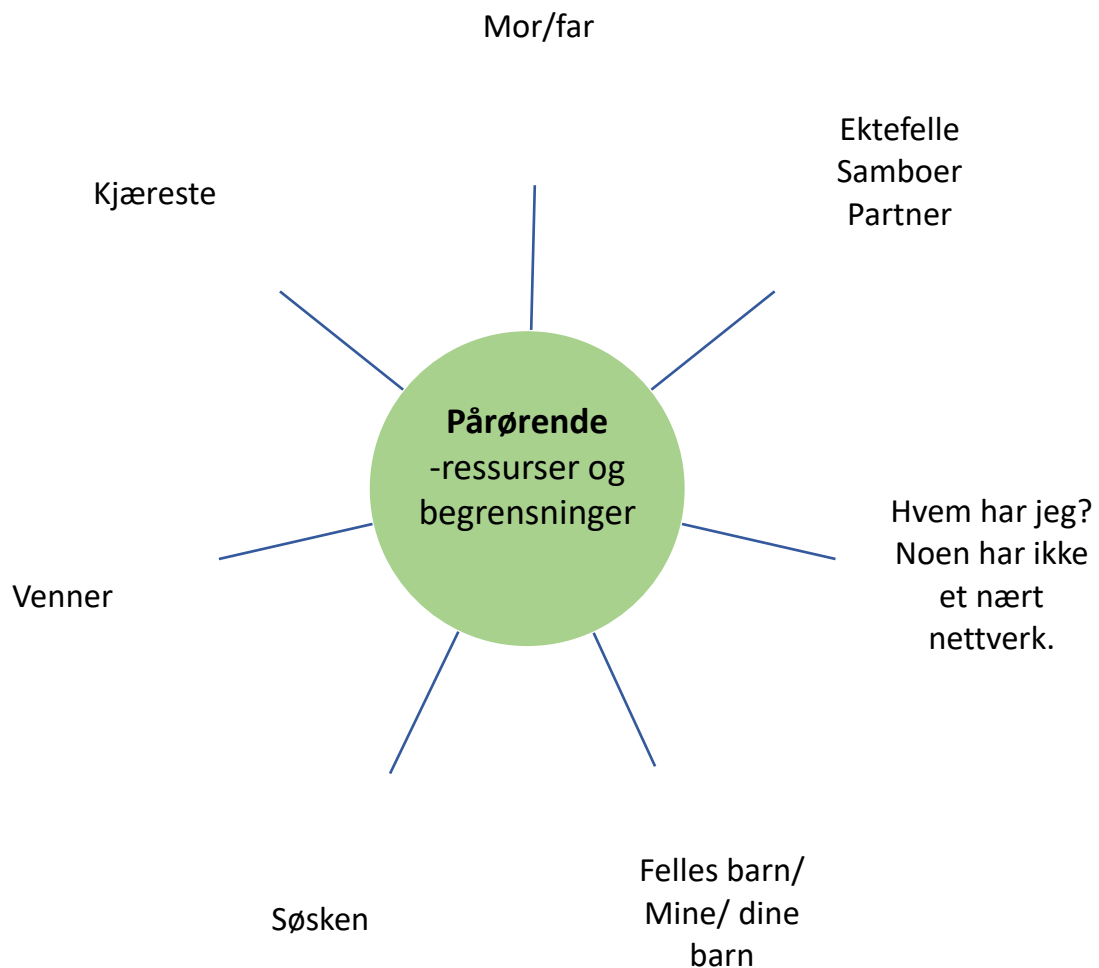 Mor/far
Ektefelle
Samboer
Partner
Kjæreste
Pårørende
-ressurser og
begrensninger
Hvem har jeg?
Noen har ikke
et nært
nettverk.
Venner
Felles barn/
Mine/ dine
barn
Søsken